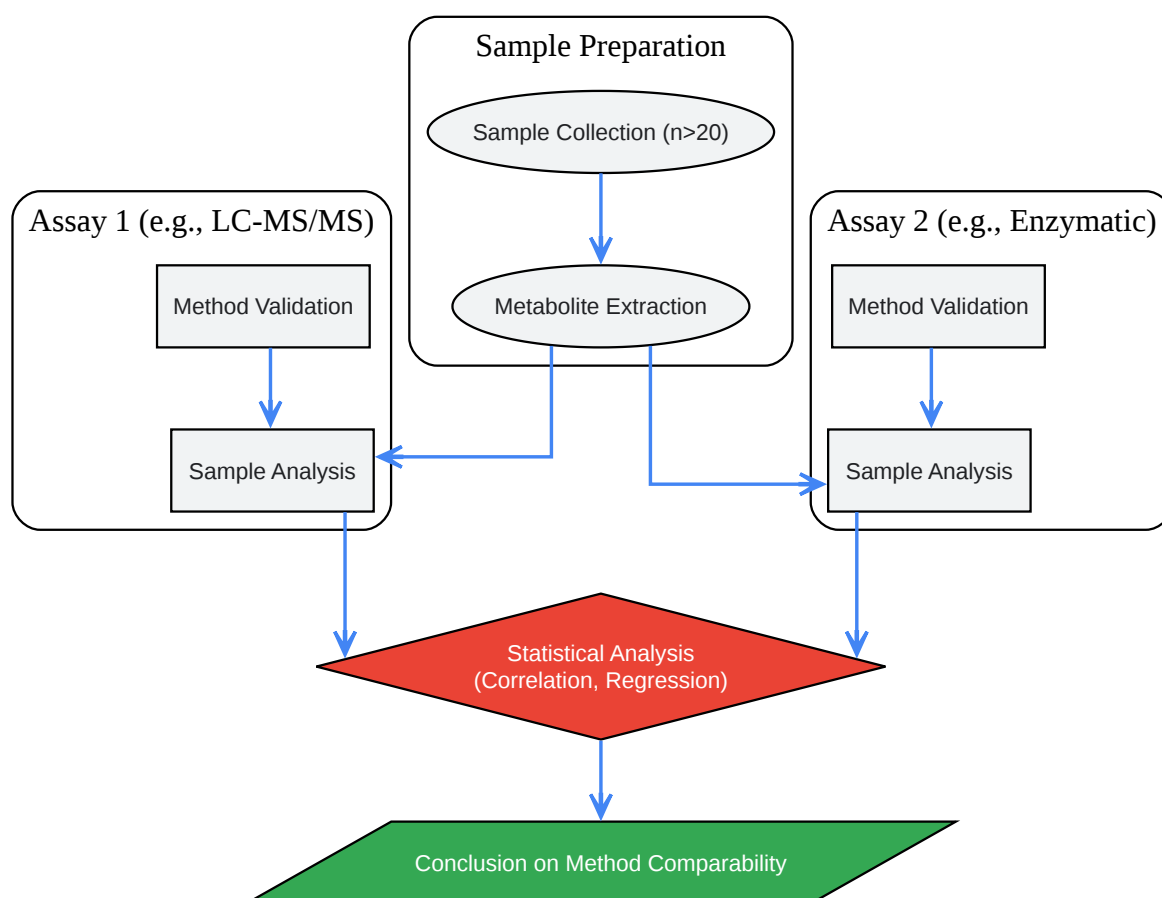 Sample Preparation
Sample Collection (n>20)
Assay 1 (e.g., LC-MS/MS)
Assay 2 (e.g., Enzymatic)
Method Validation
Metabolite Extraction
Method Validation
Sample Analysis
Sample Analysis
Statistical Analysis
(Correlation, Regression)
Conclusion on Method Comparability